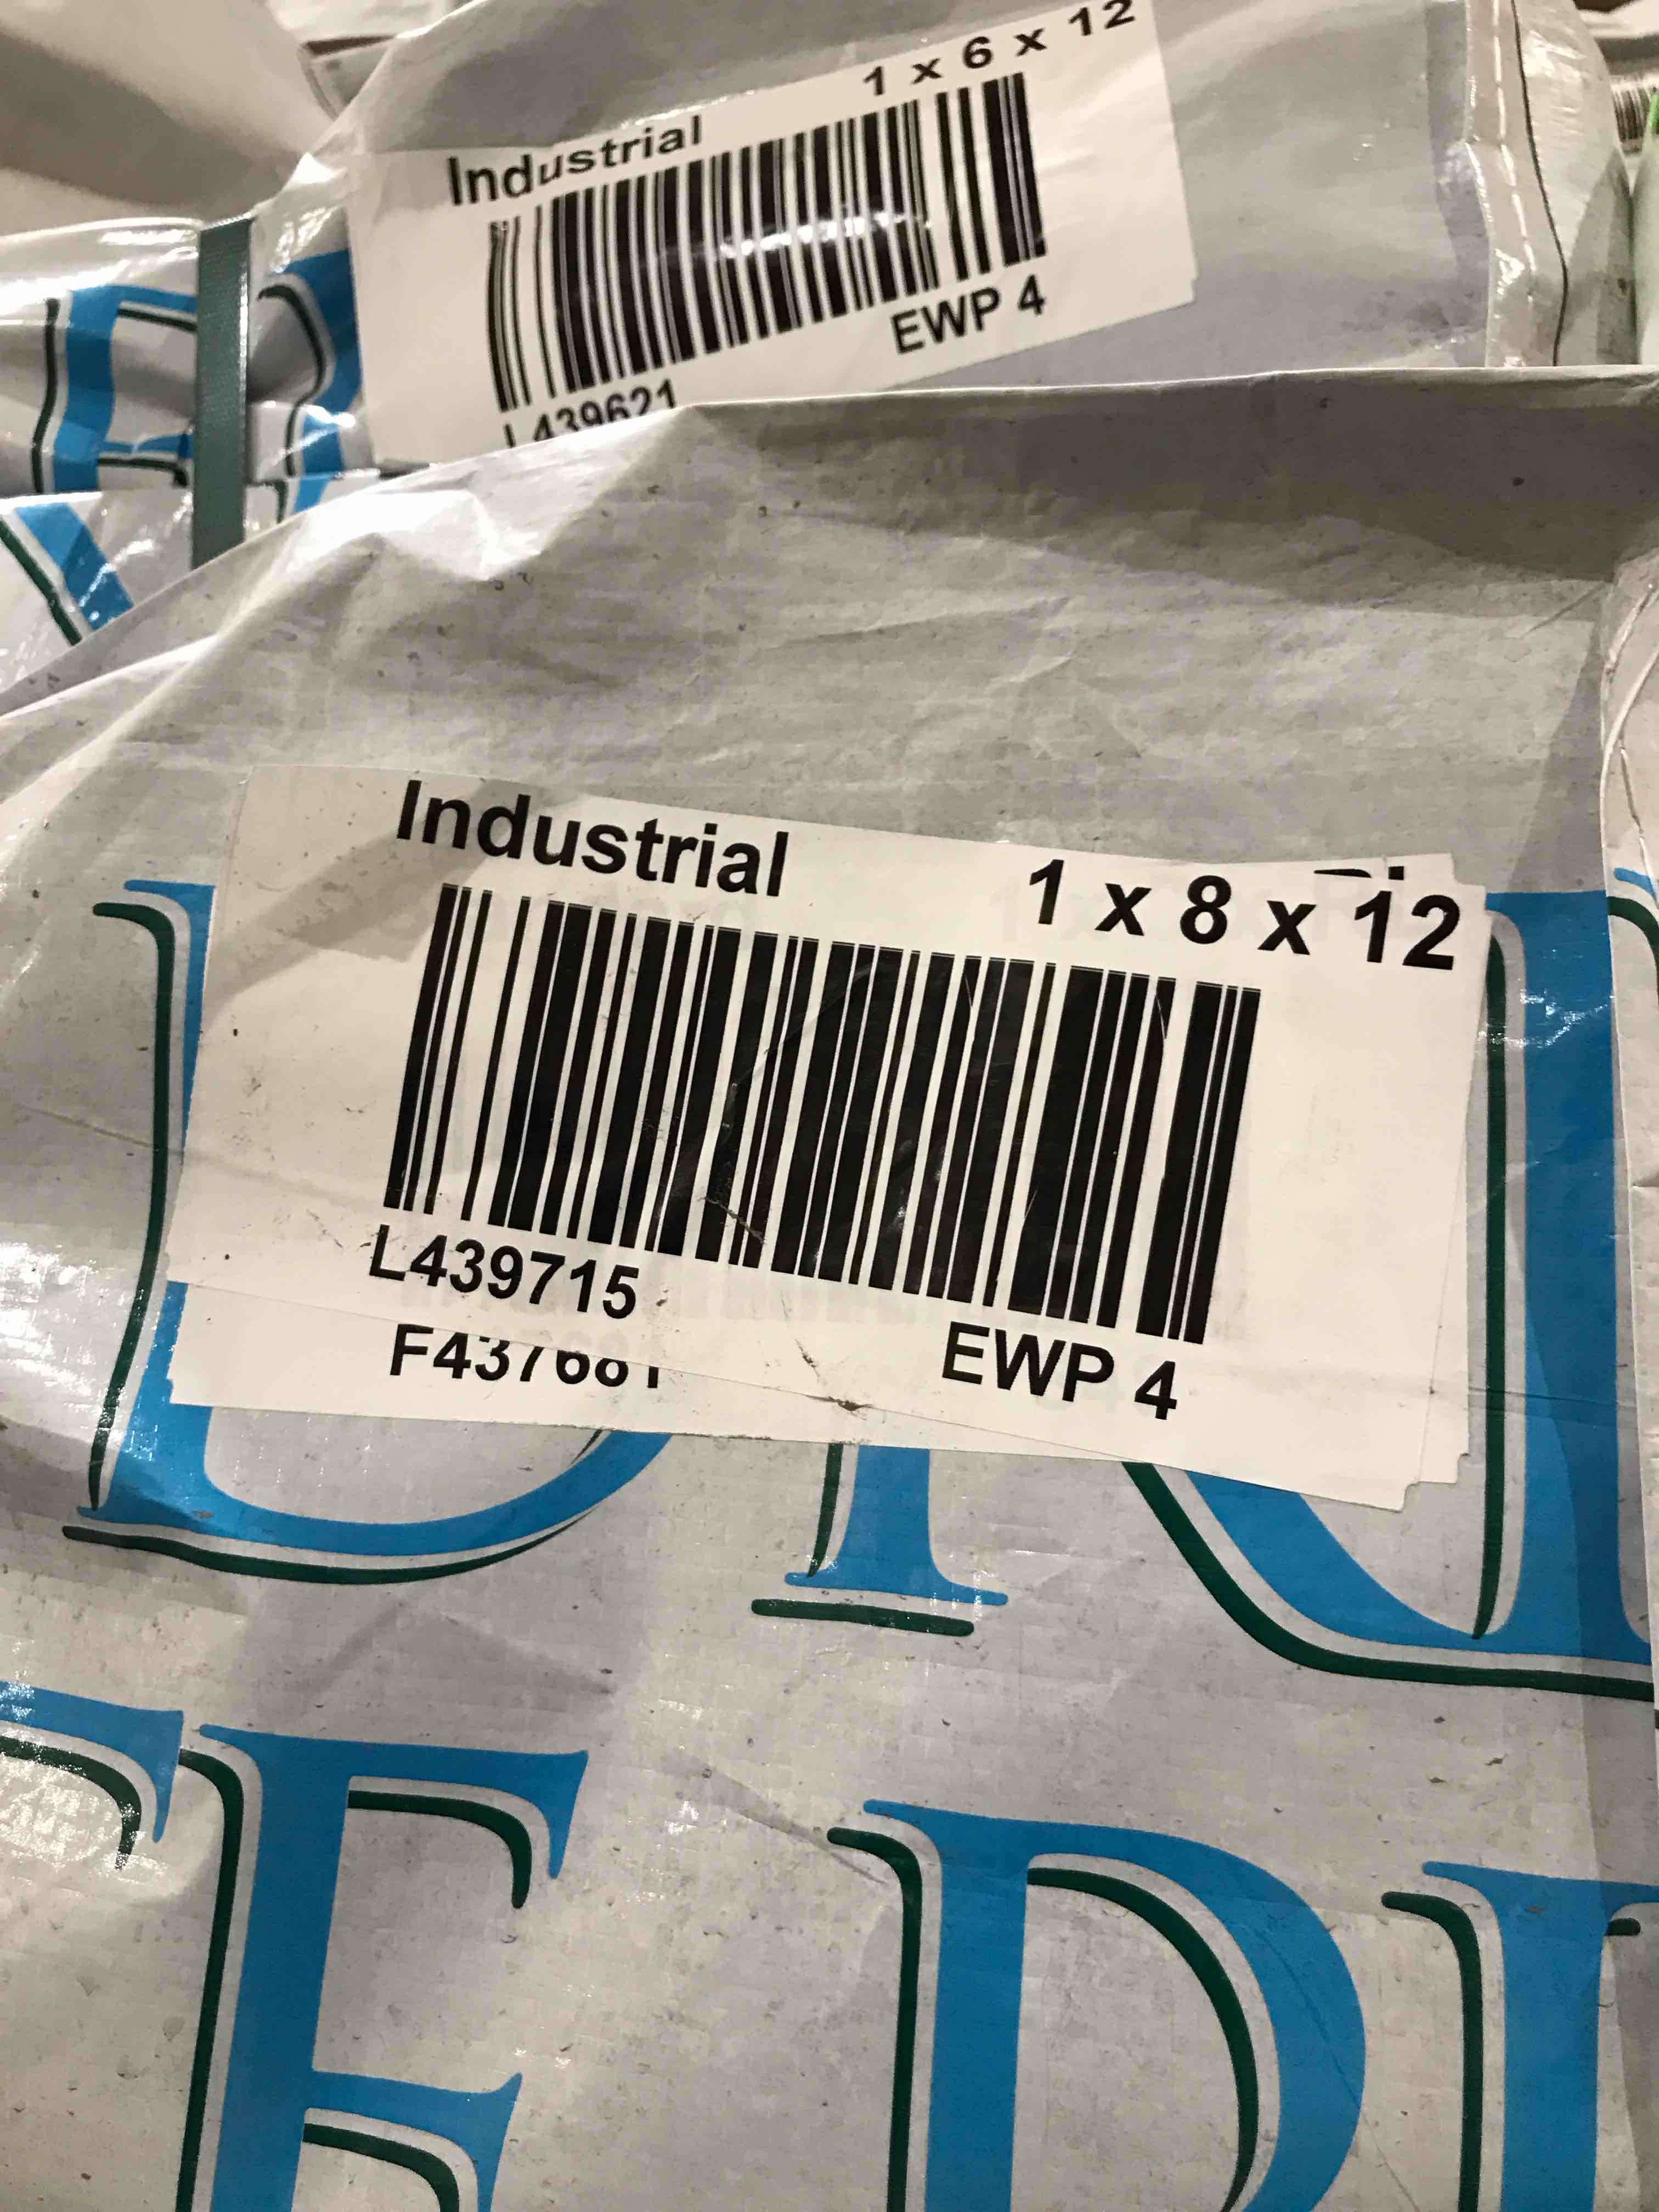 Industrial 1 x 6 x 12
L439621 EWP 4
Industrial 1 x 8 x 12
L439715
EWP 4
F437681